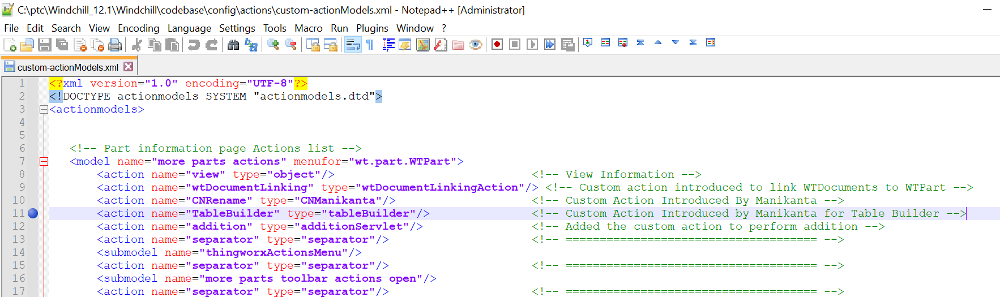 C:\ptc\Windchill_12.1\Windchill\codebase\config\actions\custom-actionModels.xml - Notepad++ [Administrator]
File Edit Search View Encoding Language Settings Tools Macro Run Plugins Window ?
custom-actionModels.xml
1 <?xml version="1.0" encoding="UTF-8"?>
2 <!DOCTYPE actionmodels SYSTEM "actionmodels.dtd">
3 <actionmodels>
4
5
6 <!-- Part information page Actions list -->
7 <model name="more parts actions" menufor="wt.part.WTPart">
8 <action name="view" type="object"/> <!-- View Information -->
9 <action name="wtDocumentLinking" type="wtDocumentLinkingAction"/> <!-- Custom action introduced to link WTDocuments to WTPart -->
10 <action name="CNRename" type="CNManikanta"/> <!-- Custom Action Introduced By Manikanta -->
11 <action name="TableBuilder" type="tableBuilder"/> <!-- Custom Action Introduced by Manikanta for Table Builder -->
12 <action name="addition" type="additionServlet"/> <!-- Added the custom action to perform addition -->
13 <action name="separator" type="separator"/> <!-- ===================================== -->
14 <submodel name="thingworxActionsMenu"/>
15 <action name="separator" type="separator"/> <!-- ===================================== -->
16 <submodel name="more parts toolbar actions open"/>
17 <action name="separator" type="separator"/> <!-- ===================================== -->